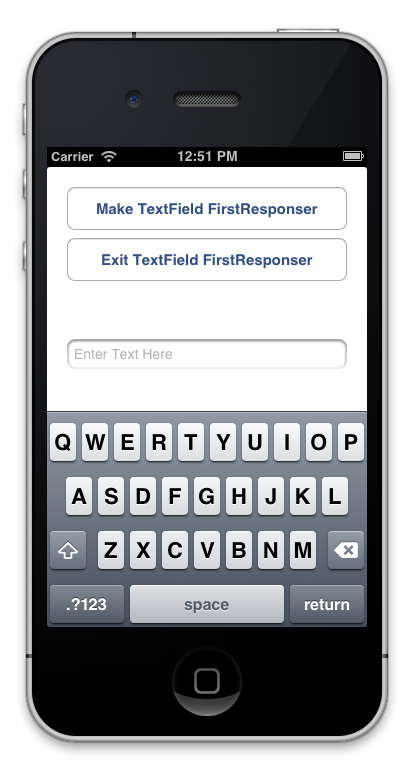 Carrier 12:51 PM
Make TextField FirstResponser
Exit TextField FirstResponser
Enter Text Here
Q W E R T Y U I O P
A S D F G H J K L
Z X C V B N M
.?123 space return